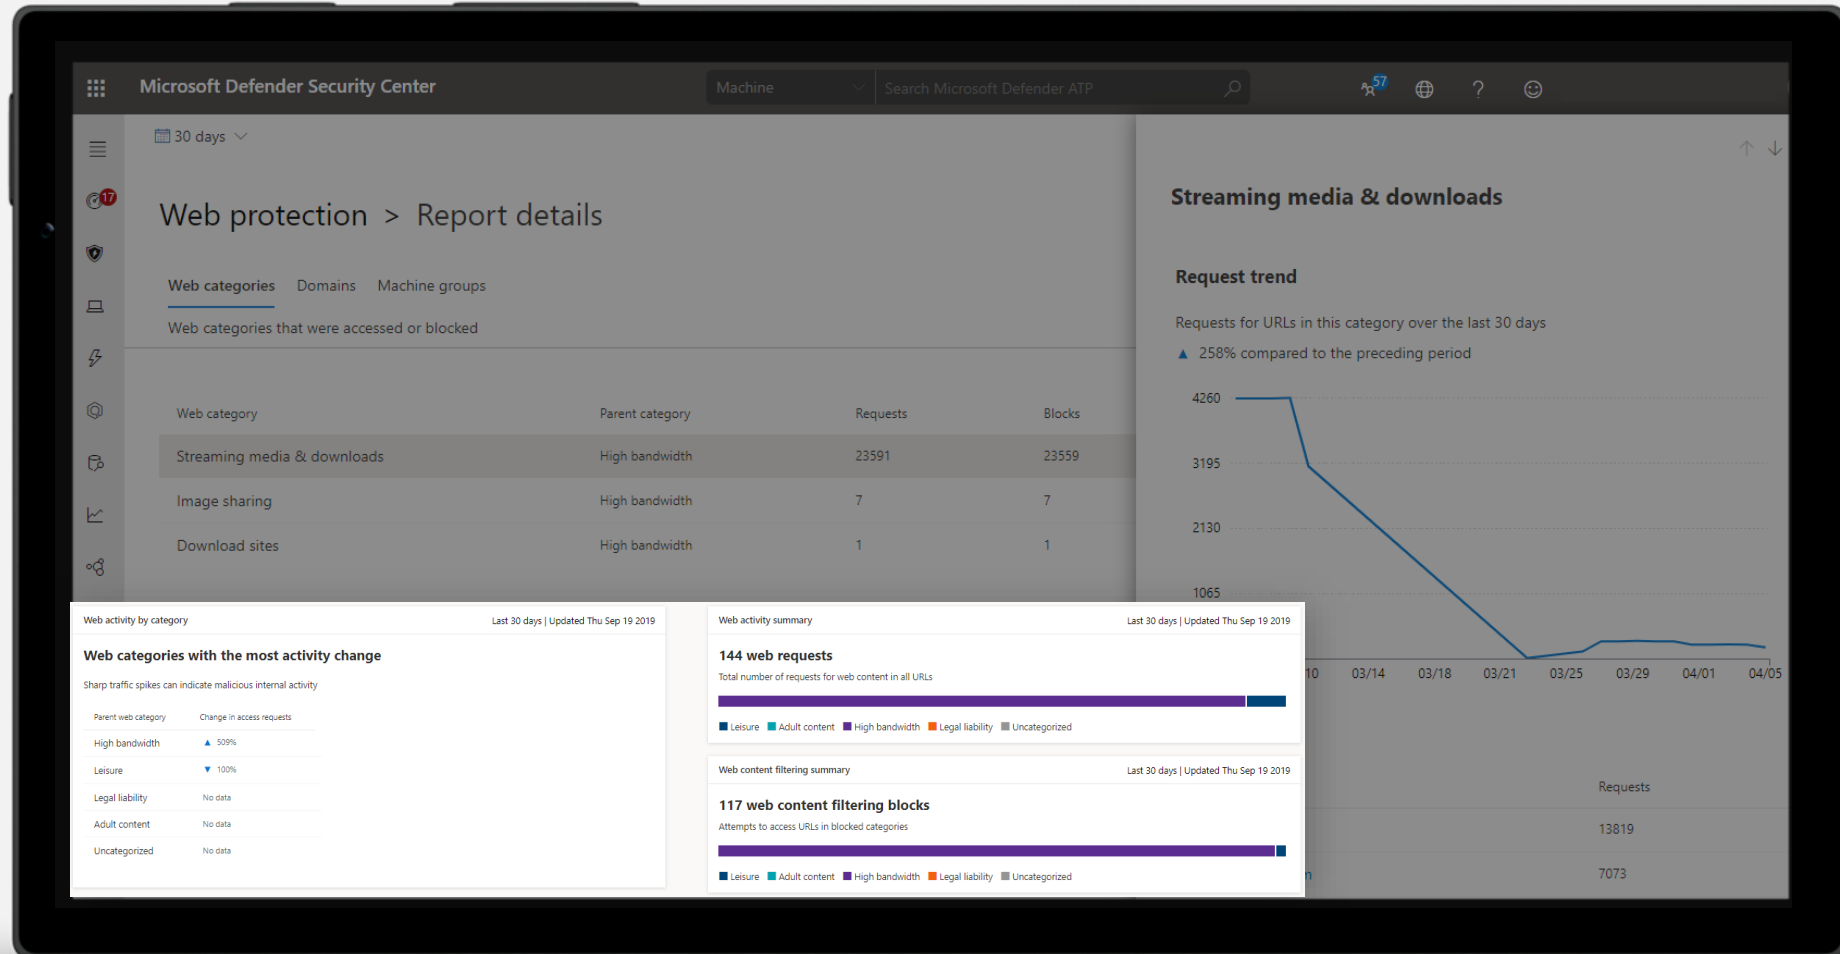 Microsoft Defender Security Center
Machine
Search Microsoft Defender ATP
57
?
30 days
17
Web protection > Report details
Web categories Domains Machine groups
Web categories that were accessed or blocked
Web category Parent category Requests Blocks
Streaming media & downloads High bandwidth 23591 23559
Image sharing High bandwidth 7 7
Download sites High bandwidth 1 1
Streaming media & downloads
Request trend
Requests for URLs in this category over the last 30 days
▲ 258% compared to the preceding period
4260
3195
2130
1065
10 03/14 03/18 03/21 03/25 03/29 04/01 04/05
Requests
13819
m 7073
Web activity by category Last 30 days | Updated Thu Sep 19 2019
Web categories with the most activity change
Sharp traffic spikes can indicate malicious internal activity
Parent web category Change in access requests
High bandwidth ▲ 509%
Leisure ▼ 100%
Legal liability No data
Adult content No data
Uncategorized No data
Web activity summary Last 30 days | Updated Thu Sep 19 2019
144 web requests
Total number of requests for web content in all URLs
Leisure Adult content High bandwidth Legal liability Uncategorized
Web content filtering summary Last 30 days | Updated Thu Sep 19 2019
117 web content filtering blocks
Attempts to access URLs in blocked categories
Leisure Adult content High bandwidth Legal liability Uncategorized